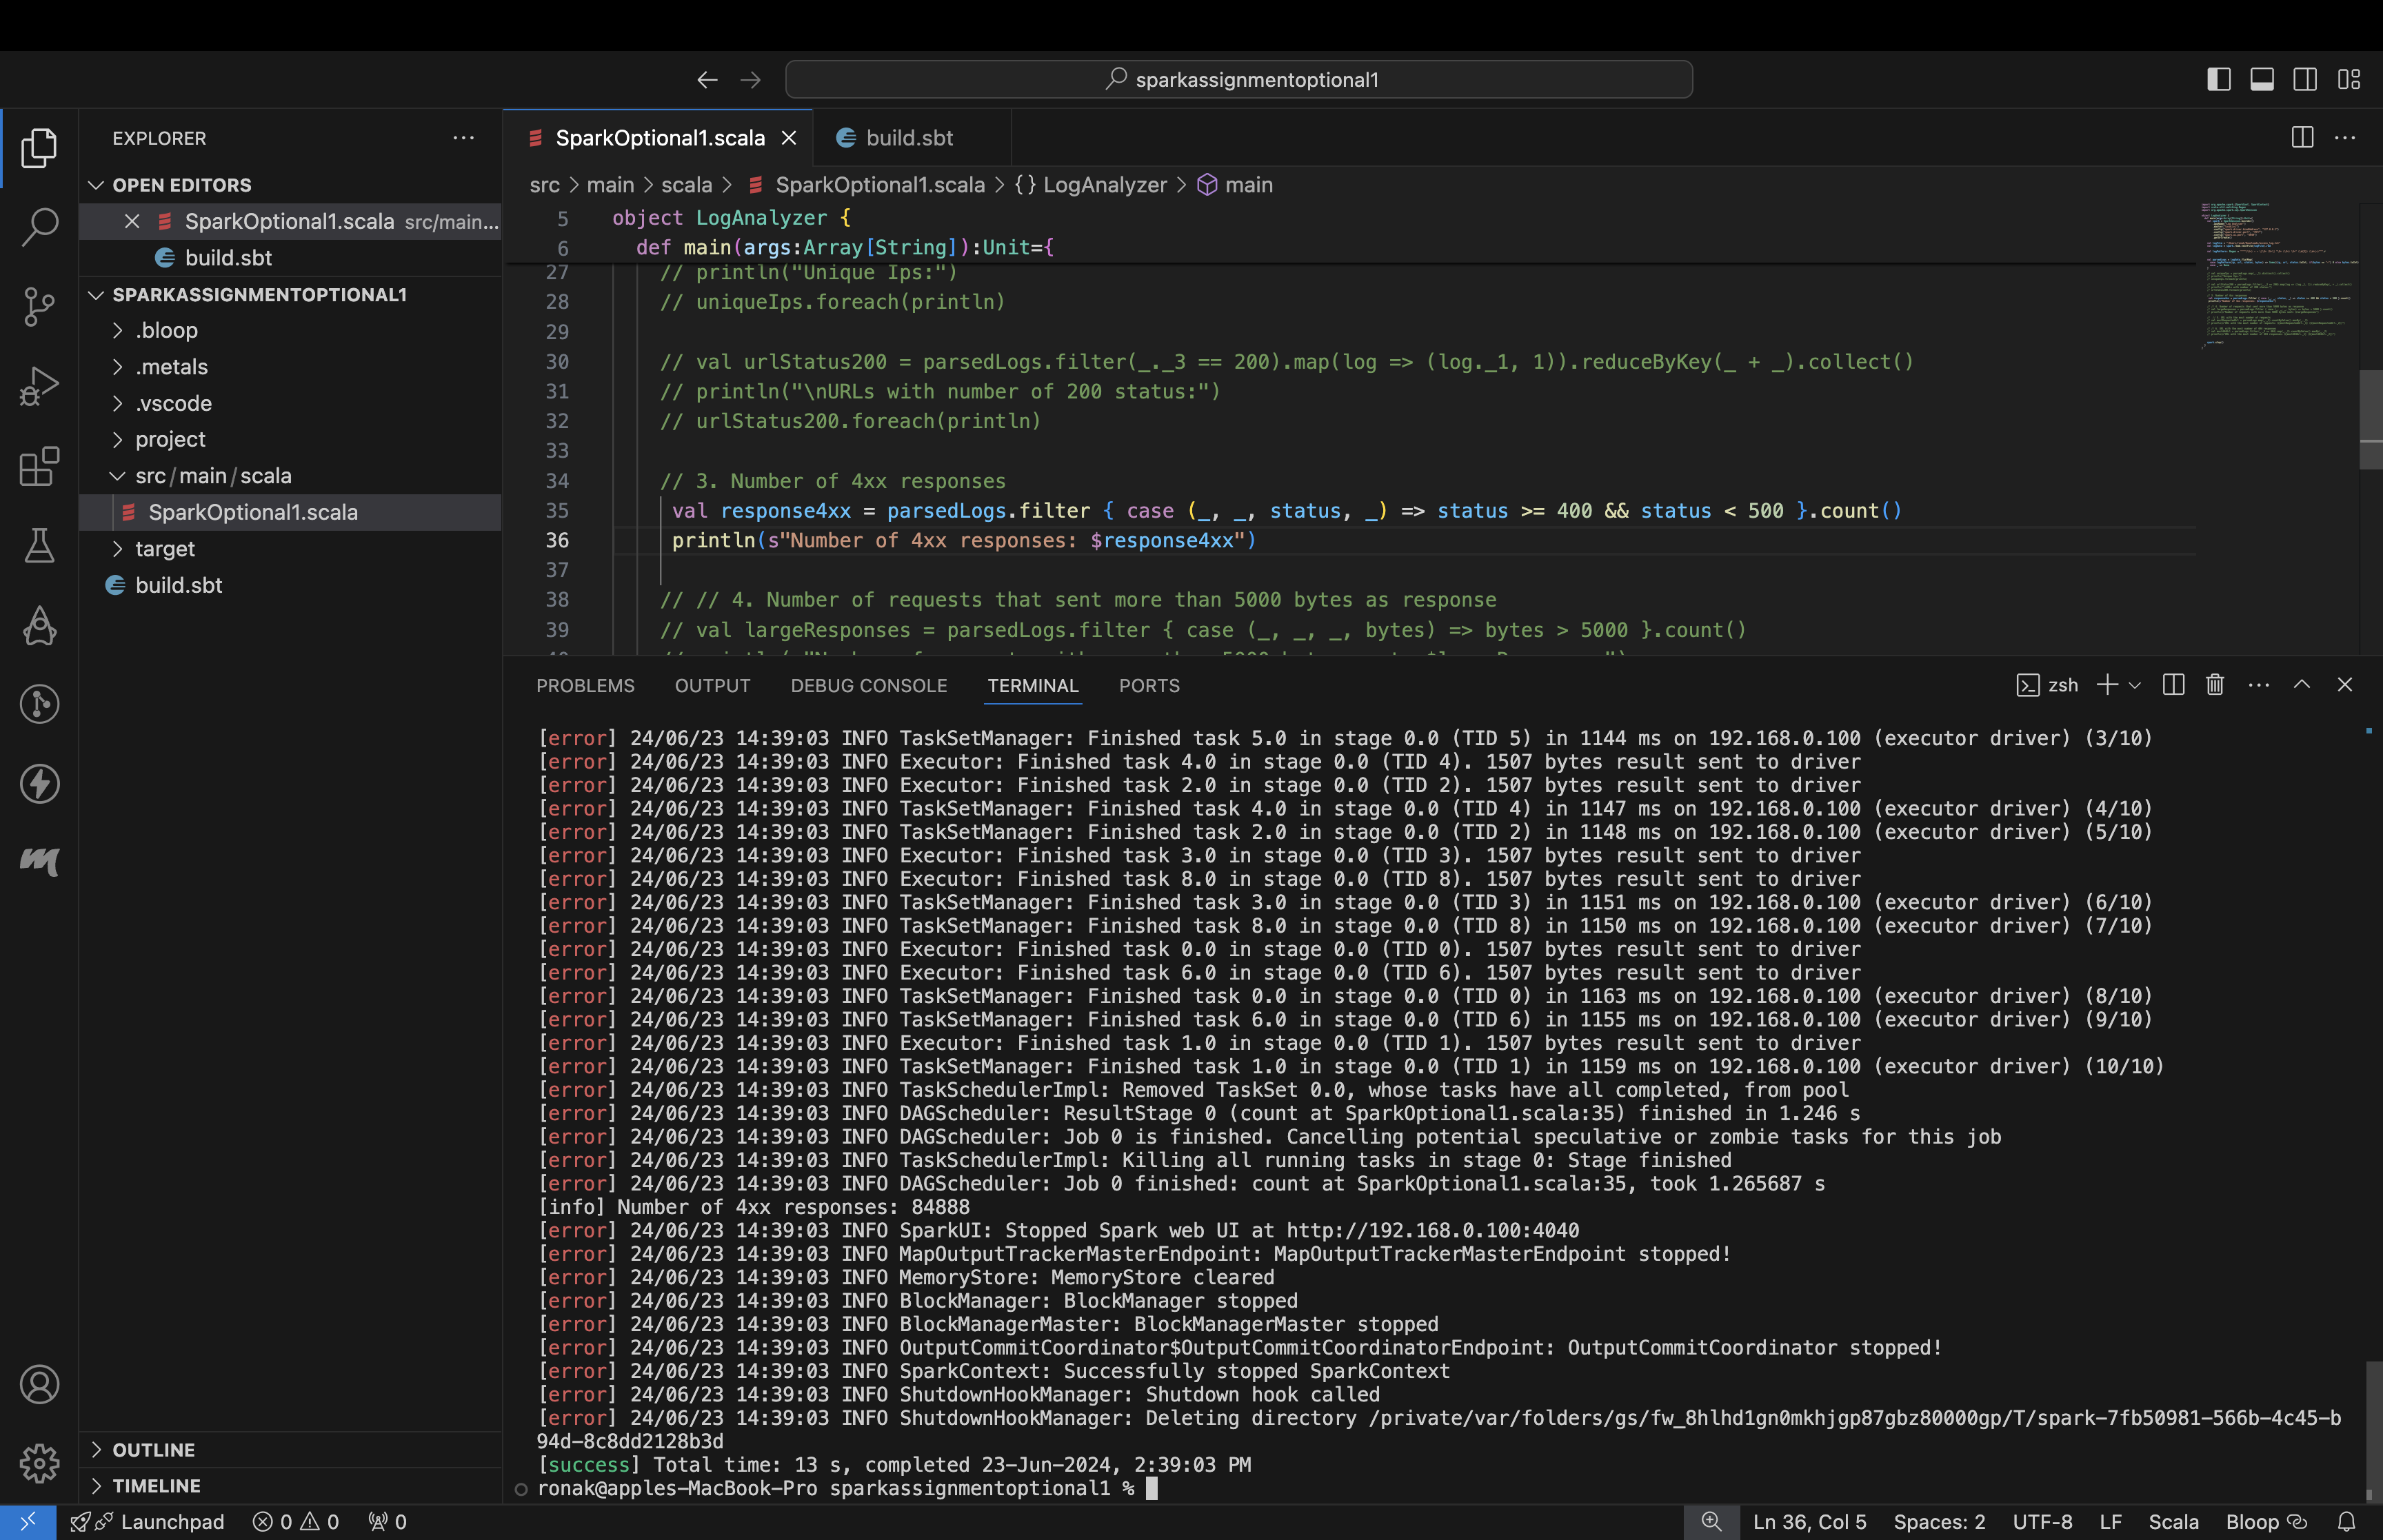 sparkassignmentoptional1
EXPLORER
OPEN EDITORS
SparkOptional1.scala src/main...
build.sbt
SPARKASSIGNMENTOPTIONAL1
.bloop
.metals
.vscode
project
src/main/scala
SparkOptional1.scala
target
build.sbt
OUTLINE
TIMELINE
SparkOptional1.scala
build.sbt
src > main > scala > SparkOptional1.scala > {} LogAnalyzer > main
5 object LogAnalyzer {
6 def main(args:Array[String]):Unit={
27 // println("Unique Ips:")
28 // uniqueIps.foreach(println)
29
30 // val urlStatus200 = parsedLogs.filter(_._3 == 200).map(log => (log._1, 1)).reduceByKey(_ + _).collect()
31 // println("\nURLs with number of 200 status:")
32 // urlStatus200.foreach(println)
33
34 // 3. Number of 4xx responses
35 val response4xx = parsedLogs.filter { case (_, _, status, _) => status >= 400 && status < 500 }.count()
36 println(s"Number of 4xx responses: $response4xx")
37
38 // // 4. Number of requests that sent more than 5000 bytes as response
39 // val largeResponses = parsedLogs.filter { case (_, _, _, bytes) => bytes > 5000 }.count()
PROBLEMS OUTPUT DEBUG CONSOLE TERMINAL PORTS
zsh
[error] 24/06/23 14:39:03 INFO TaskSetManager: Finished task 5.0 in stage 0.0 (TID 5) in 1144 ms on 192.168.0.100 (executor driver) (3/10)
[error] 24/06/23 14:39:03 INFO Executor: Finished task 4.0 in stage 0.0 (TID 4). 1507 bytes result sent to driver
[error] 24/06/23 14:39:03 INFO Executor: Finished task 2.0 in stage 0.0 (TID 2). 1507 bytes result sent to driver
[error] 24/06/23 14:39:03 INFO TaskSetManager: Finished task 4.0 in stage 0.0 (TID 4) in 1147 ms on 192.168.0.100 (executor driver) (4/10)
[error] 24/06/23 14:39:03 INFO TaskSetManager: Finished task 2.0 in stage 0.0 (TID 2) in 1148 ms on 192.168.0.100 (executor driver) (5/10)
[error] 24/06/23 14:39:03 INFO Executor: Finished task 3.0 in stage 0.0 (TID 3). 1507 bytes result sent to driver
[error] 24/06/23 14:39:03 INFO Executor: Finished task 8.0 in stage 0.0 (TID 8). 1507 bytes result sent to driver
[error] 24/06/23 14:39:03 INFO TaskSetManager: Finished task 3.0 in stage 0.0 (TID 3) in 1151 ms on 192.168.0.100 (executor driver) (6/10)
[error] 24/06/23 14:39:03 INFO TaskSetManager: Finished task 8.0 in stage 0.0 (TID 8) in 1150 ms on 192.168.0.100 (executor driver) (7/10)
[error] 24/06/23 14:39:03 INFO Executor: Finished task 0.0 in stage 0.0 (TID 0). 1507 bytes result sent to driver
[error] 24/06/23 14:39:03 INFO Executor: Finished task 6.0 in stage 0.0 (TID 6). 1507 bytes result sent to driver
[error] 24/06/23 14:39:03 INFO TaskSetManager: Finished task 0.0 in stage 0.0 (TID 0) in 1163 ms on 192.168.0.100 (executor driver) (8/10)
[error] 24/06/23 14:39:03 INFO TaskSetManager: Finished task 6.0 in stage 0.0 (TID 6) in 1155 ms on 192.168.0.100 (executor driver) (9/10)
[error] 24/06/23 14:39:03 INFO Executor: Finished task 1.0 in stage 0.0 (TID 1). 1507 bytes result sent to driver
[error] 24/06/23 14:39:03 INFO TaskSetManager: Finished task 1.0 in stage 0.0 (TID 1) in 1159 ms on 192.168.0.100 (executor driver) (10/10)
[error] 24/06/23 14:39:03 INFO TaskSchedulerImpl: Removed TaskSet 0.0, whose tasks have all completed, from pool
[error] 24/06/23 14:39:03 INFO DAGScheduler: ResultStage 0 (count at SparkOptional1.scala:35) finished in 1.246 s
[error] 24/06/23 14:39:03 INFO DAGScheduler: Job 0 is finished. Cancelling potential speculative or zombie tasks for this job
[error] 24/06/23 14:39:03 INFO TaskSchedulerImpl: Killing all running tasks in stage 0: Stage finished
[error] 24/06/23 14:39:03 INFO DAGScheduler: Job 0 finished: count at SparkOptional1.scala:35, took 1.265687 s
[info] Number of 4xx responses: 84888
[error] 24/06/23 14:39:03 INFO SparkUI: Stopped Spark web UI at http://192.168.0.100:4040
[error] 24/06/23 14:39:03 INFO MapOutputTrackerMasterEndpoint: MapOutputTrackerMasterEndpoint stopped!
[error] 24/06/23 14:39:03 INFO MemoryStore: MemoryStore cleared
[error] 24/06/23 14:39:03 INFO BlockManager: BlockManager stopped
[error] 24/06/23 14:39:03 INFO BlockManagerMaster: BlockManagerMaster stopped
[error] 24/06/23 14:39:03 INFO OutputCommitCoordinator$OutputCommitCoordinatorEndpoint: OutputCommitCoordinator stopped!
[error] 24/06/23 14:39:03 INFO SparkContext: Successfully stopped SparkContext
[error] 24/06/23 14:39:03 INFO ShutdownHookManager: Shutdown hook called
[error] 24/06/23 14:39:03 INFO ShutdownHookManager: Deleting directory /private/var/folders/gs/fw_8hlhd1gn0mkhjgp87gbz80000gp/T/spark-7fb50981-566b-4c45-b
94d-8c8dd2128b3d
[success] Total time: 13 s, completed 23-Jun-2024, 2:39:03 PM
ronak@apples-MacBook-Pro sparkassignmentoptional1 %
Launchpad 0 0 0 Ln 36, Col 5 Spaces: 2 UTF-8 LF Scala Bloop